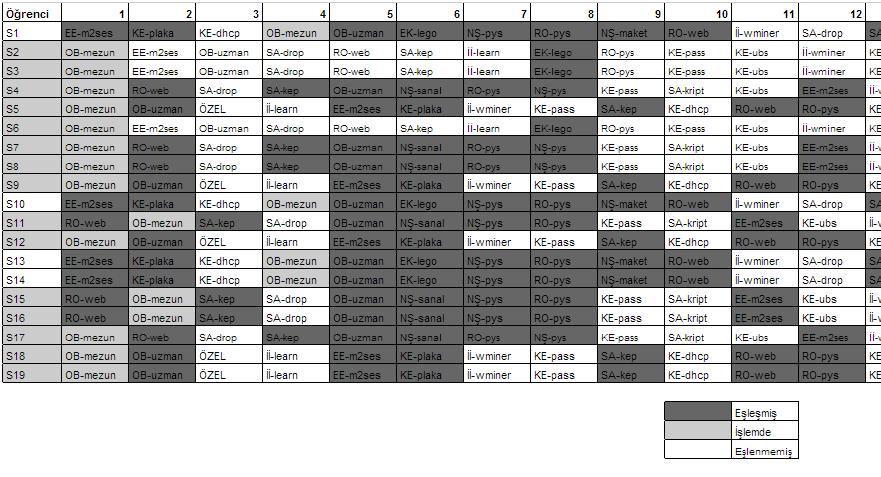 Öğrenci 1 2 3 4 5 6 7 8 9 10 11 12
S1 EE-m2ses KE-plaka KE-dhcp OB-mezun OB-uzman EK-lego NŞ-pys RO-pys NŞ-maket RO-web İİ-wminer SA-drop SA
S2 OB-mezun EE-m2ses OB-uzman SA-drop RO-web SA-kep İİ-learn EK-lego RO-pys KE-pass KE-ubs İİ-wminer KE
S3 OB-mezun EE-m2ses OB-uzman SA-drop RO-web SA-kep İİ-learn EK-lego RO-pys KE-pass KE-ubs İİ-wminer KE
S4 OB-mezun RO-web SA-drop SA-kep OB-uzman NŞ-sanal RO-pys NŞ-pys KE-pass SA-kript KE-ubs EE-m2ses İİ-v
S5 OB-mezun OB-uzman ÖZEL İİ-learn EE-m2ses KE-plaka İİ-wminer KE-pass SA-kep KE-dhcp RO-web RO-pys KE
S6 OB-mezun EE-m2ses OB-uzman SA-drop RO-web SA-kep İİ-learn EK-lego RO-pys KE-pass KE-ubs İİ-wminer KE
S7 OB-mezun RO-web SA-drop SA-kep OB-uzman NŞ-sanal RO-pys NŞ-pys KE-pass SA-kript KE-ubs EE-m2ses İİ-v
S8 OB-mezun RO-web SA-drop SA-kep OB-uzman NŞ-sanal RO-pys NŞ-pys KE-pass SA-kript KE-ubs EE-m2ses İİ-v
S9 OB-mezun OB-uzman ÖZEL İİ-learn EE-m2ses KE-plaka İİ-wminer KE-pass SA-kep KE-dhcp RO-web RO-pys KE
S10 EE-m2ses KE-plaka KE-dhcp OB-mezun OB-uzman EK-lego NŞ-pys RO-pys NŞ-maket RO-web İİ-wminer SA-drop SA
S11 RO-web OB-mezun SA-kep SA-drop OB-uzman NŞ-sanal NŞ-pys RO-pys KE-pass SA-kript EE-m2ses KE-ubs İİ-v
S12 OB-mezun OB-uzman ÖZEL İİ-learn EE-m2ses KE-plaka İİ-wminer KE-pass SA-kep KE-dhcp RO-web RO-pys KE
S13 EE-m2ses KE-plaka KE-dhcp OB-mezun OB-uzman EK-lego NŞ-pys RO-pys NŞ-maket RO-web İİ-wminer SA-drop SA
S14 EE-m2ses KE-plaka KE-dhcp OB-mezun OB-uzman EK-lego NŞ-pys RO-pys NŞ-maket RO-web İİ-wminer SA-drop SA
S15 RO-web OB-mezun SA-kep SA-drop OB-uzman NŞ-sanal NŞ-pys RO-pys KE-pass SA-kript EE-m2ses KE-ubs İİ-v
S16 RO-web OB-mezun SA-kep SA-drop OB-uzman NŞ-sanal NŞ-pys RO-pys KE-pass SA-kript EE-m2ses KE-ubs İİ-v
S17 OB-mezun RO-web SA-drop SA-kep OB-uzman NŞ-sanal RO-pys NŞ-pys KE-pass SA-kript KE-ubs EE-m2ses İİ-v
S18 OB-mezun OB-uzman ÖZEL İİ-learn EE-m2ses KE-plaka İİ-wminer KE-pass SA-kep KE-dhcp RO-web RO-pys KE
S19 OB-mezun OB-uzman ÖZEL İİ-learn EE-m2ses KE-plaka İİ-wminer KE-pass SA-kep KE-dhcp RO-web RO-pys KE
Eşleşmiş
İşlemde
Eşlenmemiş